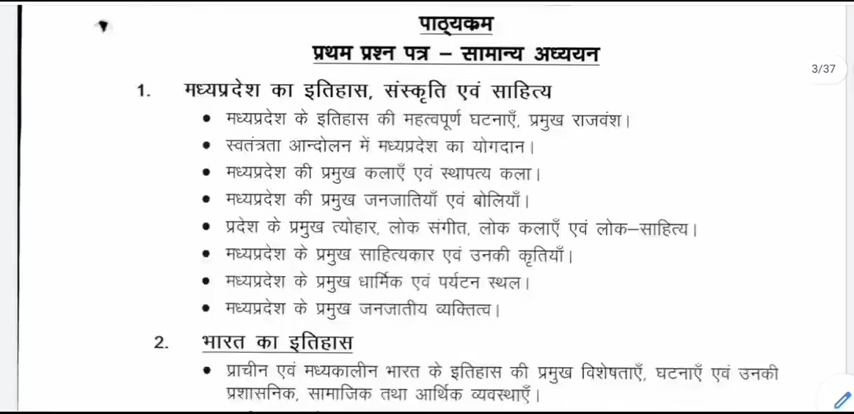 पाठ्यकम
प्रथम प्रश्न पत्र – सामान्य अध्ययन
3/37
1. मध्यप्रदेश का इतिहास, संस्कृति एवं साहित्य
• मध्यप्रदेश के इतिहास की महत्वपूर्ण घटनाएँ, प्रमुख राजवंश।
• स्वतंत्रता आन्दोलन में मध्यप्रदेश का योगदान।
• मध्यप्रदेश की प्रमुख कलाएँ एवं स्थापत्य कला।
• मध्यप्रदेश की प्रमुख जनजातियाँ एवं बोलियाँ।
• प्रदेश के प्रमुख त्योहार, लोक संगीत, लोक कलाएँ एवं लोक–साहित्य।
• मध्यप्रदेश के प्रमुख साहित्यकार एवं उनकी कृतियाँ।
• मध्यप्रदेश के प्रमुख धार्मिक एवं पर्यटन स्थल।
• मध्यप्रदेश के प्रमुख जनजातीय व्यक्तित्व।
2. भारत का इतिहास
• प्राचीन एवं मध्यकालीन भारत के इतिहास की प्रमुख विशेषताएँ, घटनाएँ एवं उनकी
प्रशासनिक, सामाजिक तथा आर्थिक व्यवस्थाएँ।